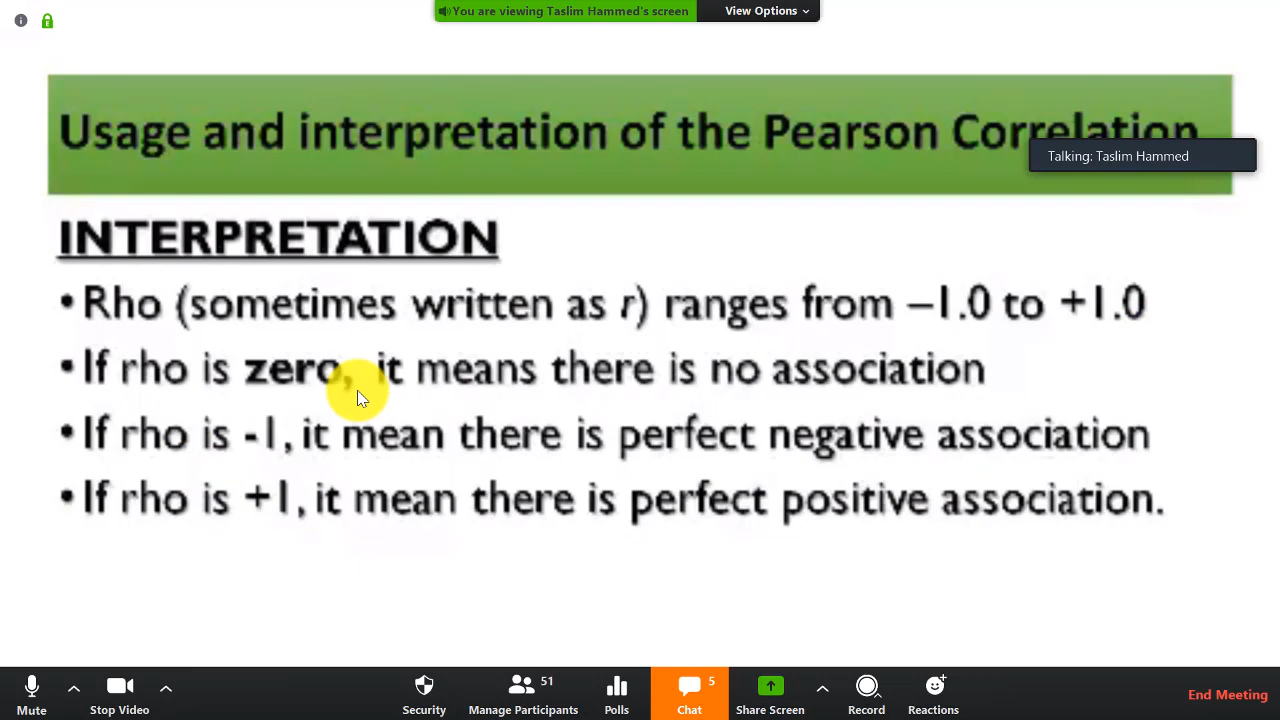 You are viewing Taslim Hammed's screen
View Options
Usage and interpretation of the Pearson Correlation
Talking: Taslim Hammed
INTERPRETATION
•Rho (sometimes written as r) ranges from –1.0 to +1.0
•If rho is zero, it means there is no association
•If rho is -1, it mean there is perfect negative association
•If rho is +1, it mean there is perfect positive association.
51
5
Mute
Stop Video
Security
Manage Participants
Polls
Chat
Share Screen
Record
Reactions
End Meeting